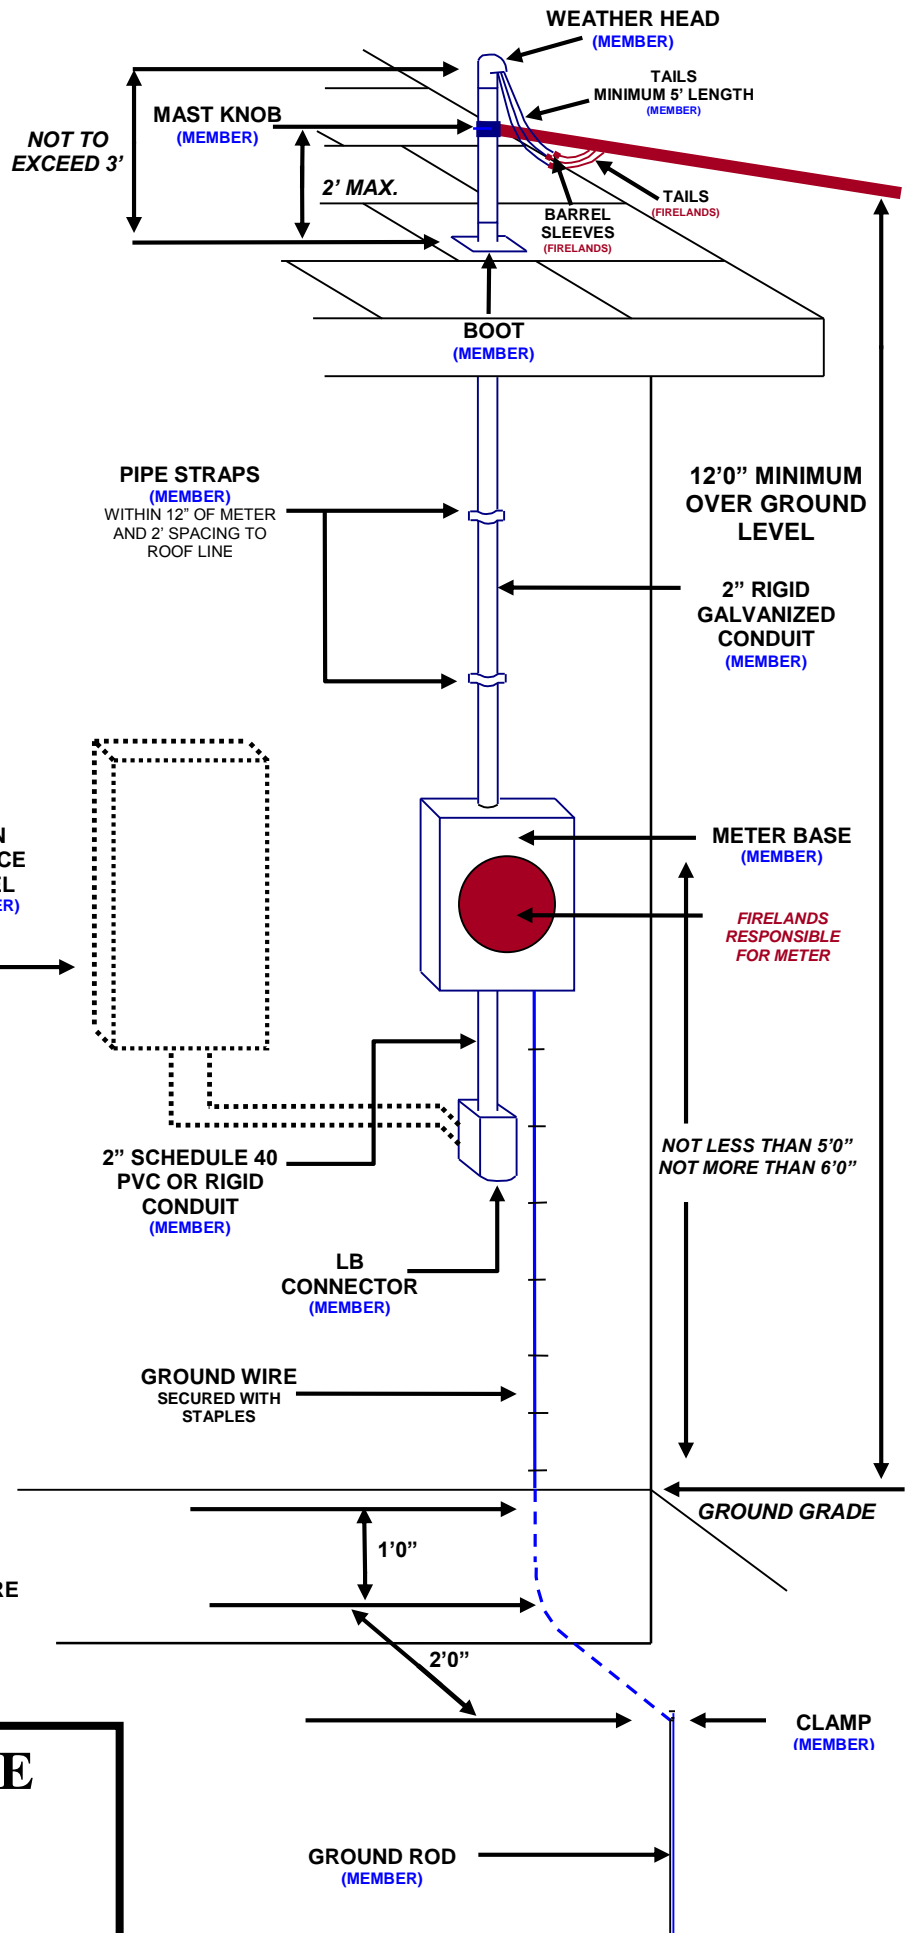 WEATHER HEAD
(MEMBER)
TAILS
MINIMUM 5’ LENGTH
(MEMBER)
MAST KNOB
(MEMBER)
NOT TO
EXCEED 3’
2’ MAX.
TAILS
(FIRELANDS)
BARREL
SLEEVES
(FIRELANDS)
BOOT
(MEMBER)
PIPE STRAPS
(MEMBER)
WITHIN 12” OF METER
AND 2’ SPACING TO
ROOF LINE
12’0” MINIMUM
OVER GROUND
LEVEL
2” RIGID
GALVANIZED
CONDUIT
(MEMBER)
N
CE
EL
ER)
METER BASE
(MEMBER)
FIRELANDS
RESPONSIBLE
FOR METER
NOT LESS THAN 5’0”
NOT MORE THAN 6’0”
2” SCHEDULE 40
PVC OR RIGID
CONDUIT
(MEMBER)
LB
CONNECTOR
(MEMBER)
GROUND WIRE
SECURED WITH
STAPLES
GROUND GRADE
1’0”
RE
2’0”
CLAMP
(MEMBER)
E
GROUND ROD
(MEMBER)